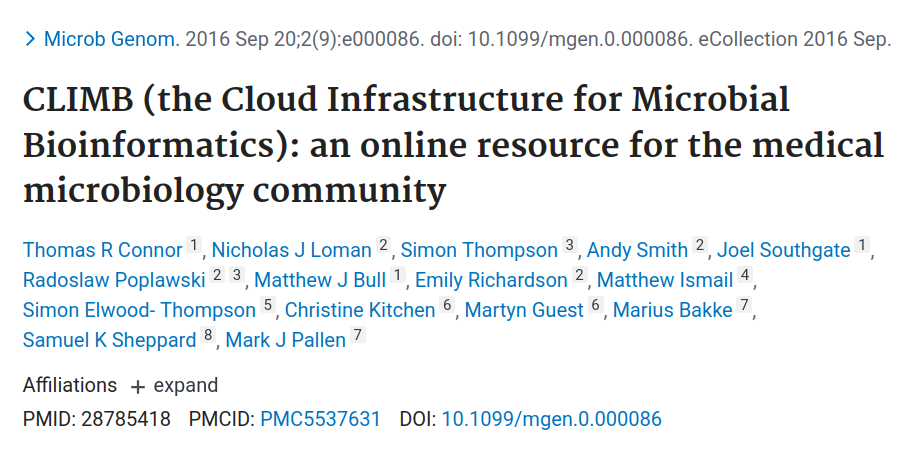 > Microb Genom. 2016 Sep 20;2(9):e000086. doi: 10.1099/mgen.0.000086. eCollection 2016 Sep.
CLIMB (the Cloud Infrastructure for Microbial
Bioinformatics): an online resource for the medical
microbiology community
Thomas R Connor 1, Nicholas J Loman 2, Simon Thompson 3, Andy Smith 2, Joel Southgate 1,
Radoslaw Poplawski 2 3, Matthew J Bull 1, Emily Richardson 2, Matthew Ismail 4,
Simon Elwood- Thompson 5, Christine Kitchen 6, Martyn Guest 6, Marius Bakke 7,
Samuel K Sheppard 8, Mark J Pallen 7
Affiliations + expand
PMID: 28785418 PMCID: PMC5537631 DOI: 10.1099/mgen.0.000086